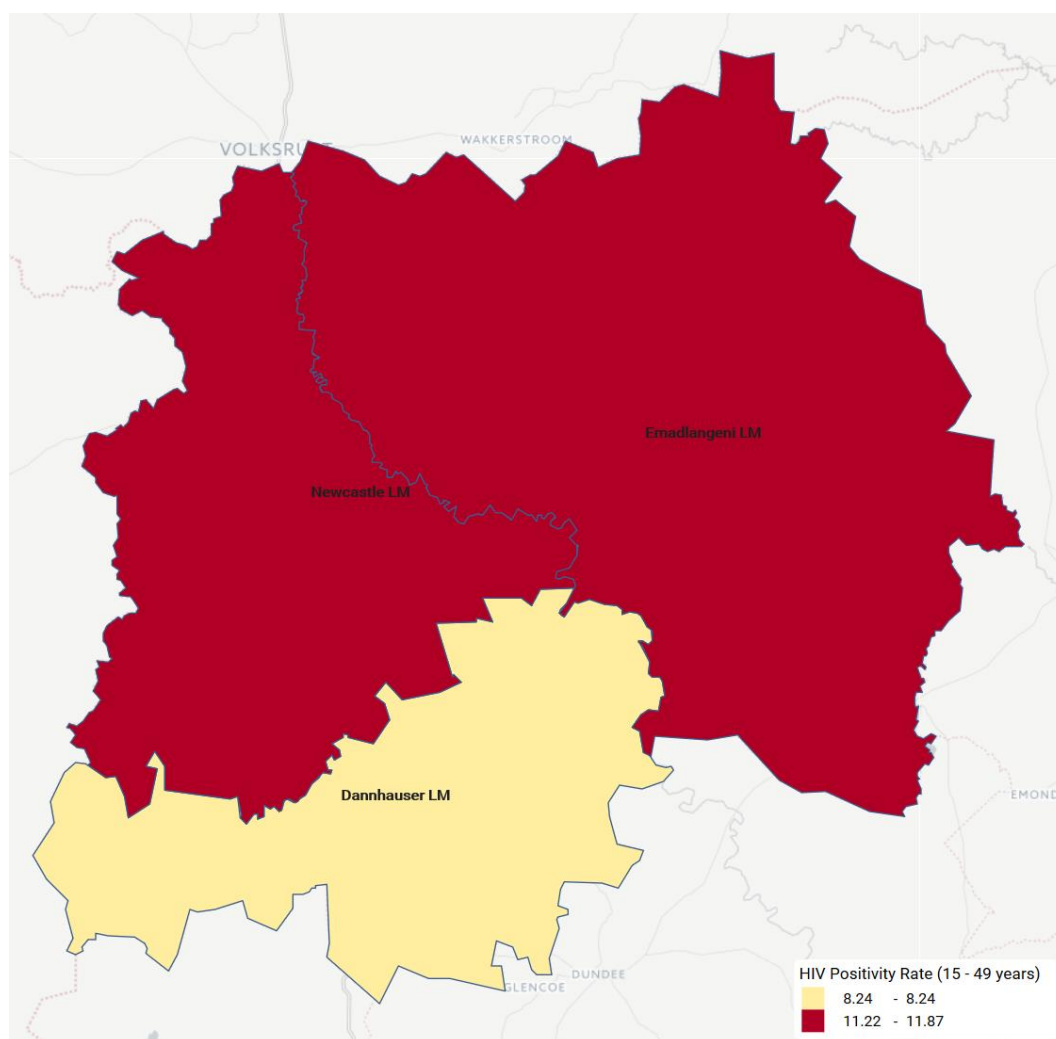 VOLKSRUST
WAKKERSTROOM
Emadlangeni LM
Newcastle LM
Dannhauser LM
EMOND
DUNDEE
GLENCOE
HIV Positivity Rate (15 - 49 years)
8.24 - 8.24
11.22 - 11.87